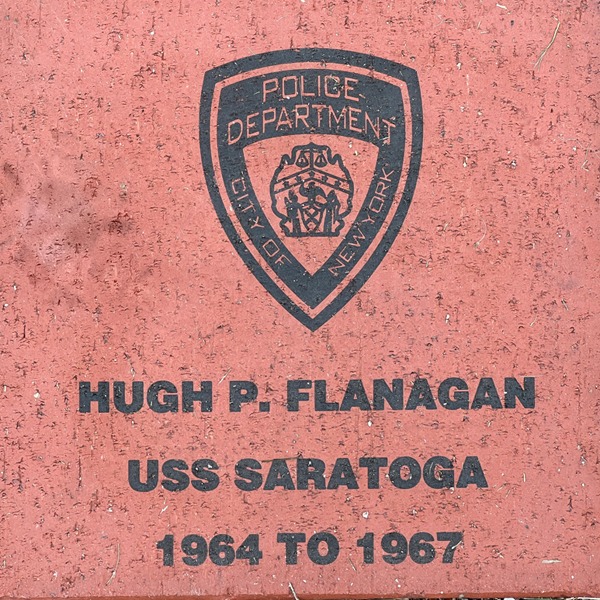 POLICE
DEPARTMENT
CITY OF
NEW YORK
HUGH P. FLANAGAN
USS SARATOGA
1964 TO 1967